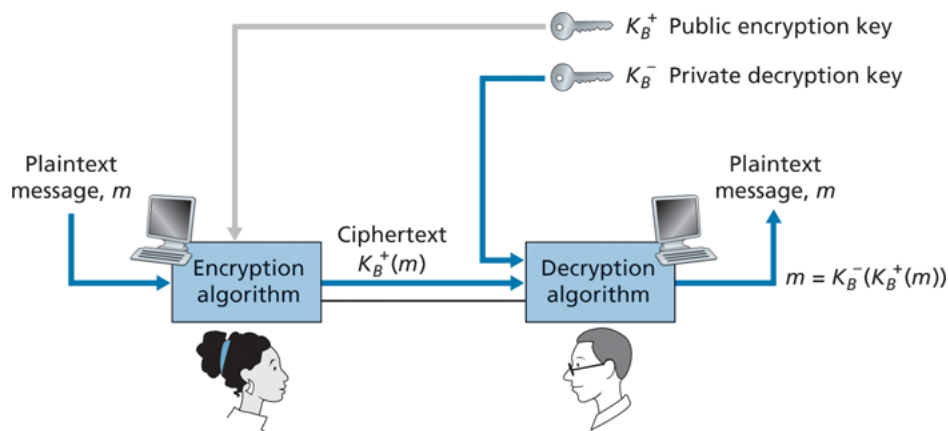 K_B^+ Public encryption key
K_B^- Private decryption key
Plaintext
message, m
Plaintext
message, m
Ciphertext
K_B^+(m)
Encryption
algorithm
Decryption
algorithm
m = K_B^-(K_B^+(m))